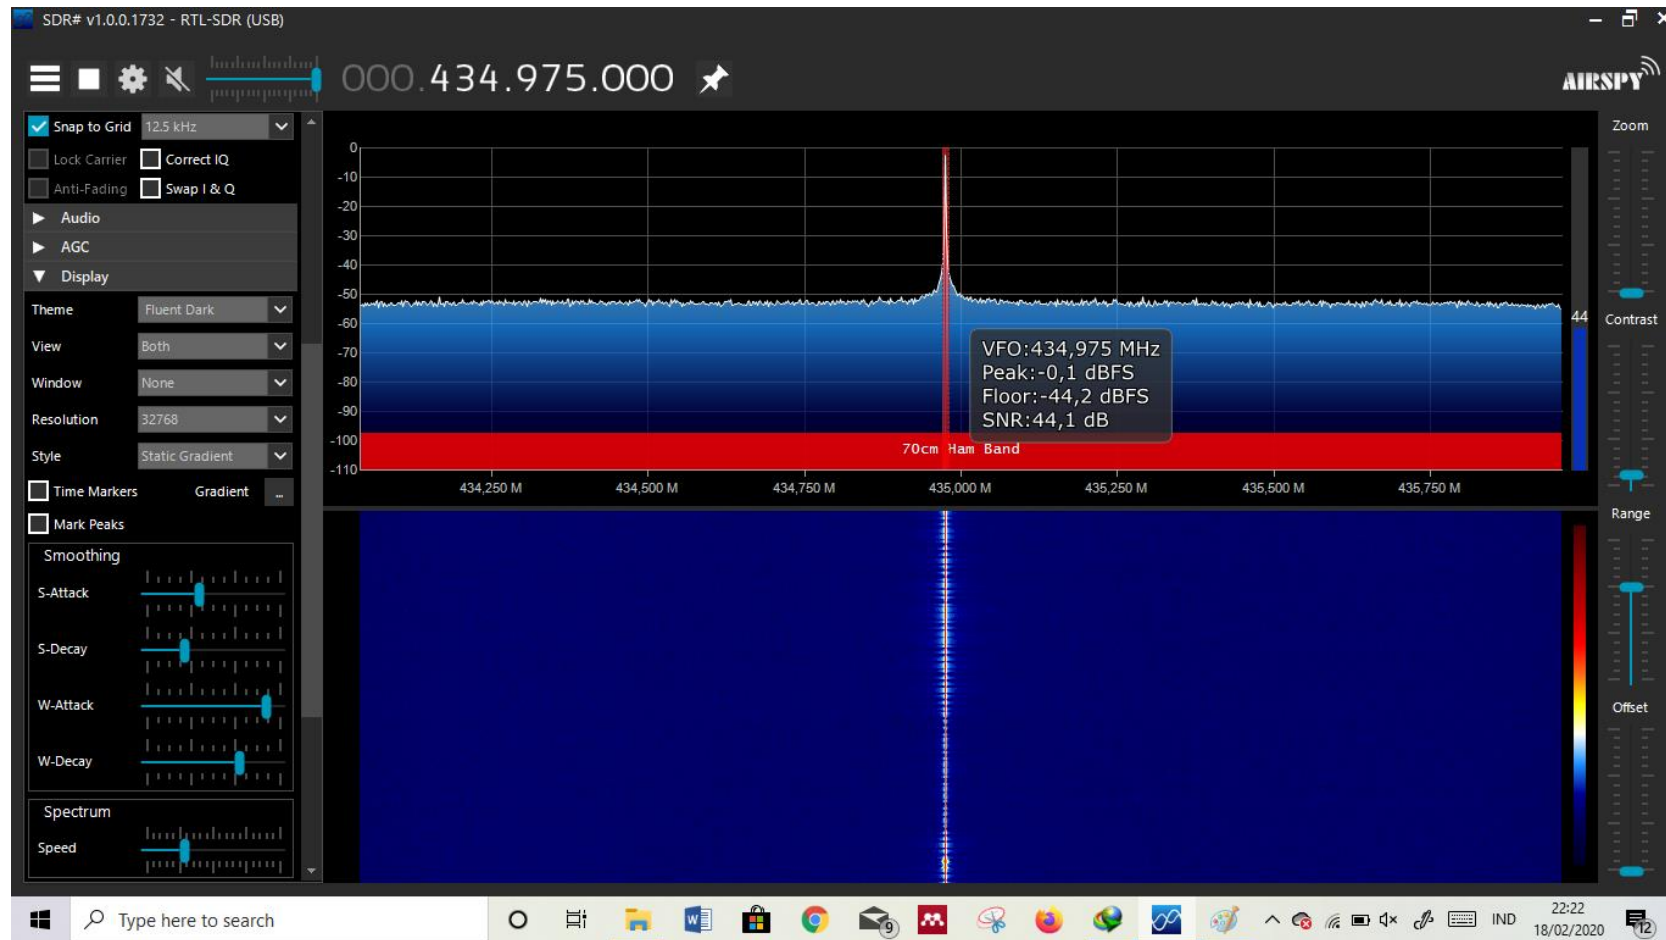 SDR# v1.0.0.1732 - RTL-SDR (USB)
000.434.975.000
AIRSPY
Snap to Grid 12.5 kHz
Lock Carrier Correct IQ
Anti-Fading Swap I & Q
Audio
AGC
Display
Theme Fluent Dark
View Both
Window None
Resolution 32768
Style Static Gradient
Time Markers Gradient ...
Mark Peaks
Smoothing
S-Attack
S-Decay
W-Attack
W-Decay
Spectrum
Speed
0
-10
-20
-30
-40
-50
-60
-70
-80
-90
-100
-110
VFO:434,975 MHz
Peak:-0,1 dBFS
Floor:-44,2 dBFS
SNR:44,1 dB
70cm Ham Band
434,250 M 434,500 M 434,750 M 435,000 M 435,250 M 435,500 M 435,750 M
44
Zoom
Contrast
Range
Offset
Type here to search
W
9
IND
22:22
18/02/2020
12